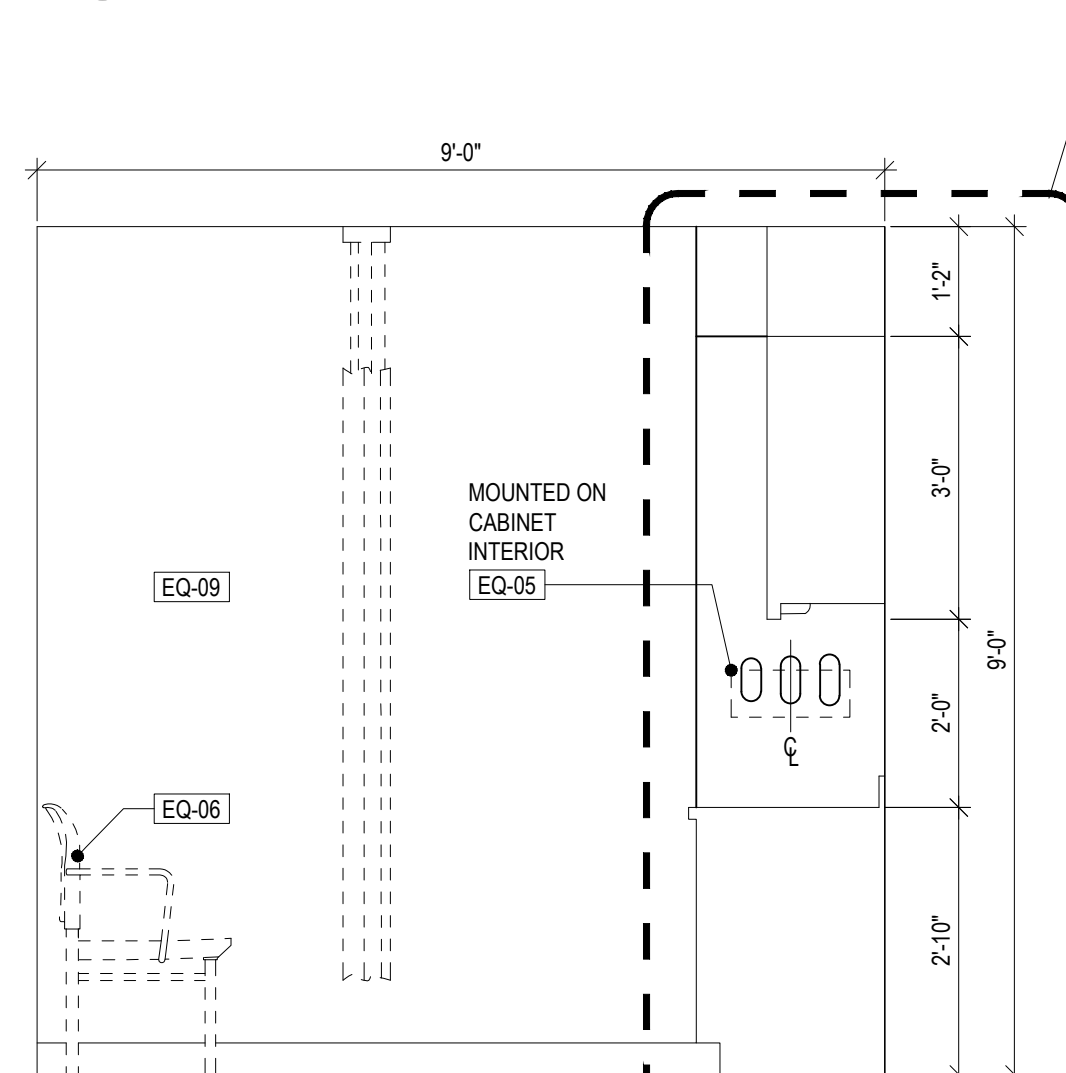 9'-0"
1'-2"
3'-0"
MOUNTED ON
CABINET
INTERIOR
EQ-05
EQ-09
9'-0"
2'-0"
℄
EQ-06
2'-10"